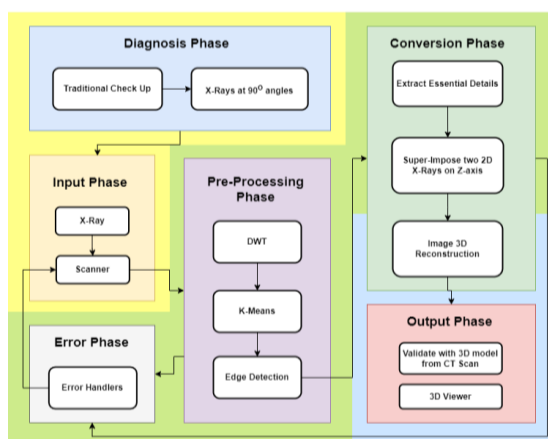 Diagnosis Phase
Traditional Check Up
X-Rays at 90⁰ angles
Input Phase
X-Ray
Scanner
Error Phase
Error Handlers
Pre-Processing
Phase
DWT
K-Means
Edge Detection
Conversion Phase
Extract Essential Details
Super-Impose two 2D
X-Rays on Z-axis
Image 3D
Reconstruction
Output Phase
Validate with 3D model
from CT Scan
3D Viewer